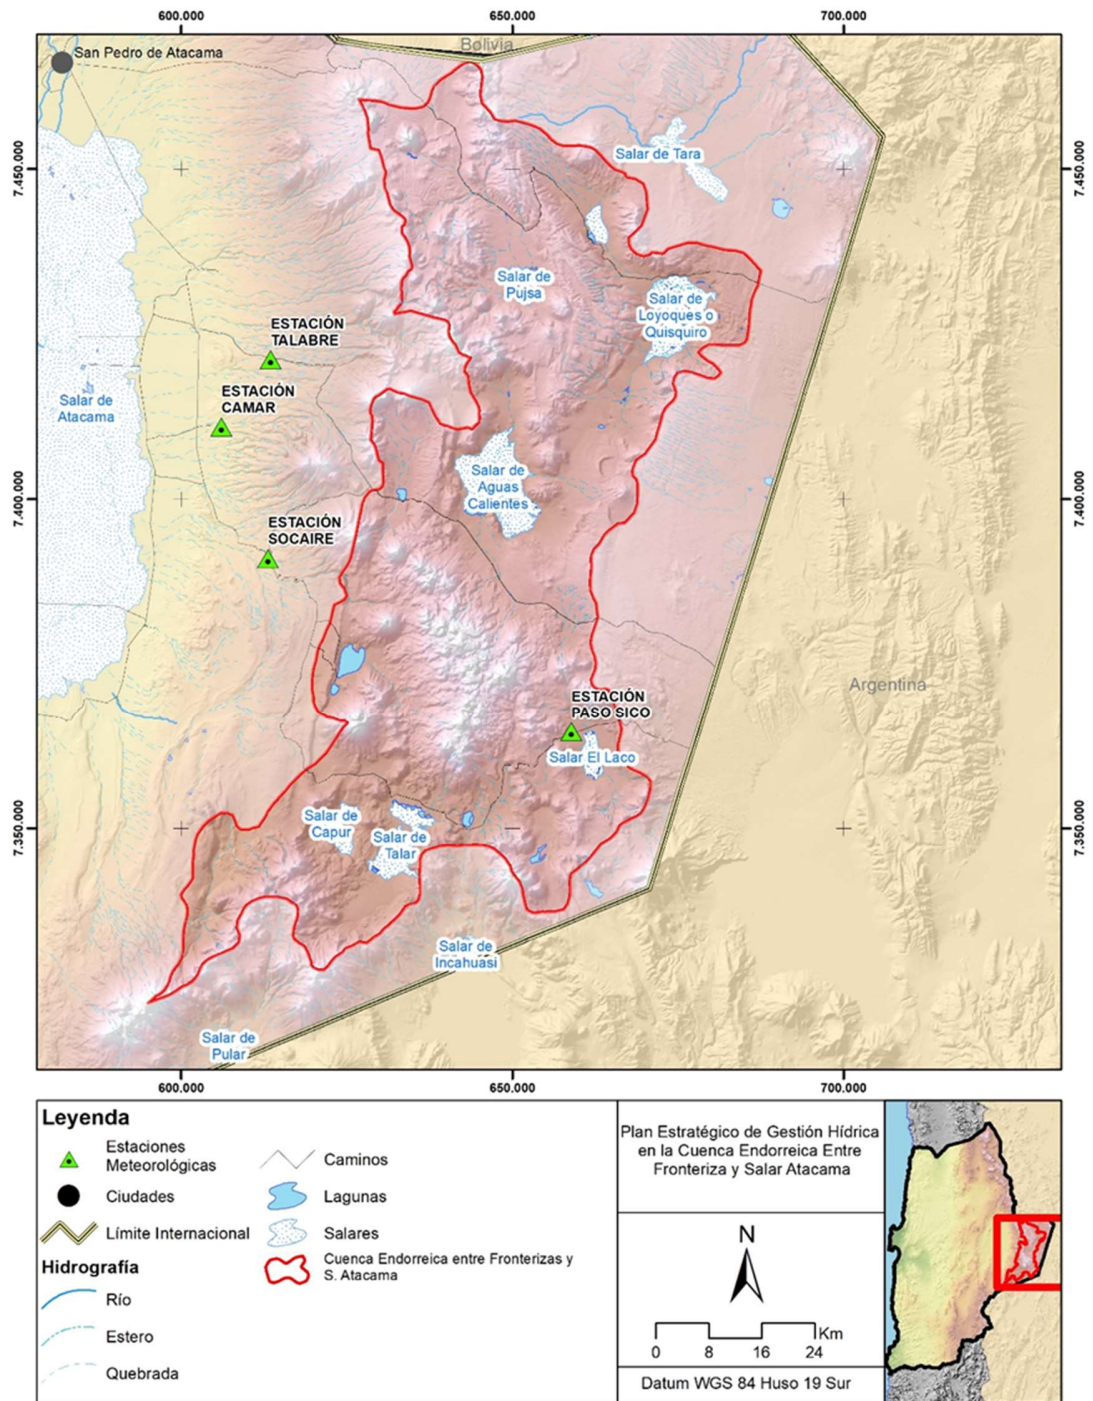 600.000
650.000
700.000
Bolivia
San Pedro de Atacama
7.450.000
7.450.000
Salar de Tara
Salar de
Pujsa
Salar de
Loyoques o
Quisquiro
ESTACIÓN
TALABRE
ESTACIÓN
CAMAR
Salar de
Atacama
Salar de
Aguas
Calientes
7.400.000
7.400.000
ESTACIÓN
SOCAIRE
Argentina
ESTACIÓN
PASO SICO
Salar El Laco
7.350.000
7.350.000
Salar de
Capur
Salar de
Talar
Salar de
Incahuasi
Salar de
Pular
600.000
650.000
700.000
Leyenda
Estaciones
Meteorológicas
Ciudades
Límite Internacional
Hidrografía
Río
Estero
Quebrada
Caminos
Lagunas
Salares
Cuenca Endorreica entre Fronterizas y
S. Atacama
Plan Estratégico de Gestión Hídrica
en la Cuenca Endorreica Entre
Fronteriza y Salar Atacama
N
Km
0 8 16 24
Datum WGS 84 Huso 19 Sur